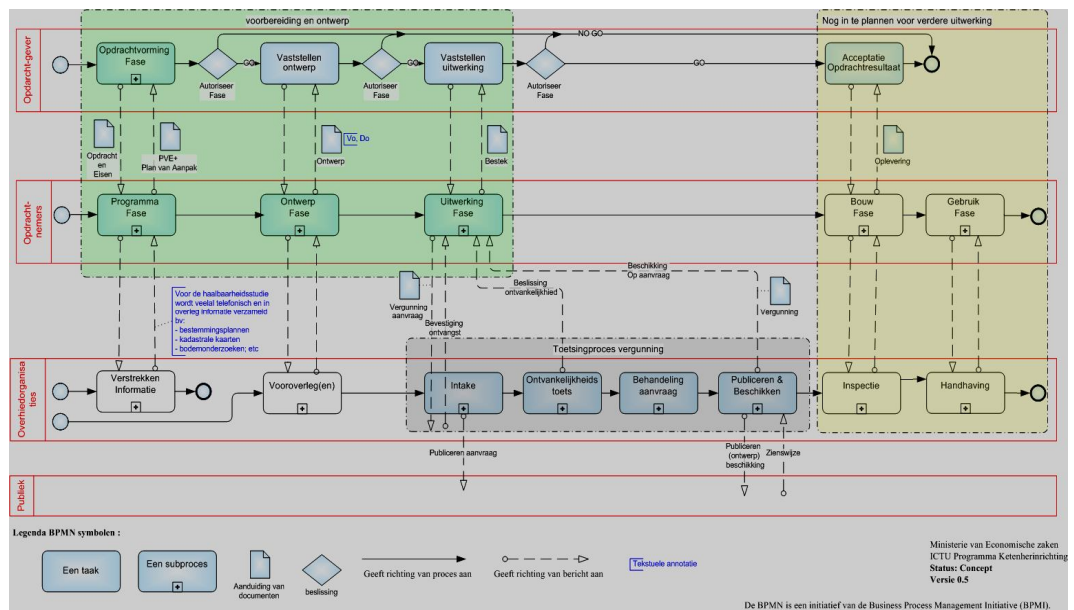 voorbereiding en ontwerp
Nog in te plannen voor verdere uitwerking
Opdarcht-gever
Opdrachtvorming
Fase
Autoriseer
Fase
GO
Vaststellen
ontwerp
Autoriseer
Fase
GO
Vaststellen
uitwerking
Autoriseer
Fase
NO GO
GO
Acceptatie
Opdrachtresultaat
Opdracht
en
Eisen
PVE+
Plan van Aanpak
Vo, Do
Ontwerp
Bestek
Oplevering
Opdracht-
nemers
Programma
Fase
Ontwerp
Fase
Uitwerking
Fase
Bouw
Fase
Gebruik
Fase
Voor de haalbaarheidsstudie
wordt veelal telefonisch en in
overleg informatie verzameld
bv:
- bestemmingsplannen
- kadastrale kaarten
- bodemonderzoeken; etc
Vergunning
aanvraag
Bevestiging
ontvangst
Beslissing
ontvankelijkhied
Beschikking
Op aanvraag
Vergunning
Toetsingproces vergunning
Overhiedorganisa
ties
Verstrekken
Informatie
Vooroverleg(en)
Intake
Ontvankelijkheids
toets
Behandeling
aanvraag
Publiceren &
Beschikken
Inspectie
Handhaving
Publiceren aanvraag
Publiceren
(ontwerp)
beschikking
Zienswijze
Publiek
Legenda BPMN symbolen :
Een taak
Een subproces
Aanduiding van
documenten
beslissing
Geeft richting van proces aan
Geeft richting van bericht aan
Tekstuele annotatie
Ministerie van Economische zaken
ICTU Programma Ketenherinrichting
Status: Concept
Versie 0.5
De BPMN is een initiatief van de Business Process Management Initiative (BPMI).